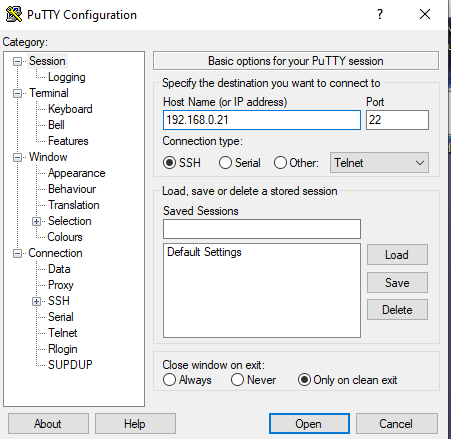 PuTTY Configuration
Category:
Session
Logging
Terminal
Keyboard
Bell
Features
Window
Appearance
Behaviour
Translation
Selection
Colours
Connection
Data
Proxy
SSH
Serial
Telnet
Rlogin
SUPDUP
Basic options for your PuTTY session
Specify the destination you want to connect to
Host Name (or IP address) Port
192.168.0.21 22
Connection type:
SSH Serial Other: Telnet
Load, save or delete a stored session
Saved Sessions
Default Settings
Load
Save
Delete
Close window on exit:
Always Never Only on clean exit
About Help Open Cancel